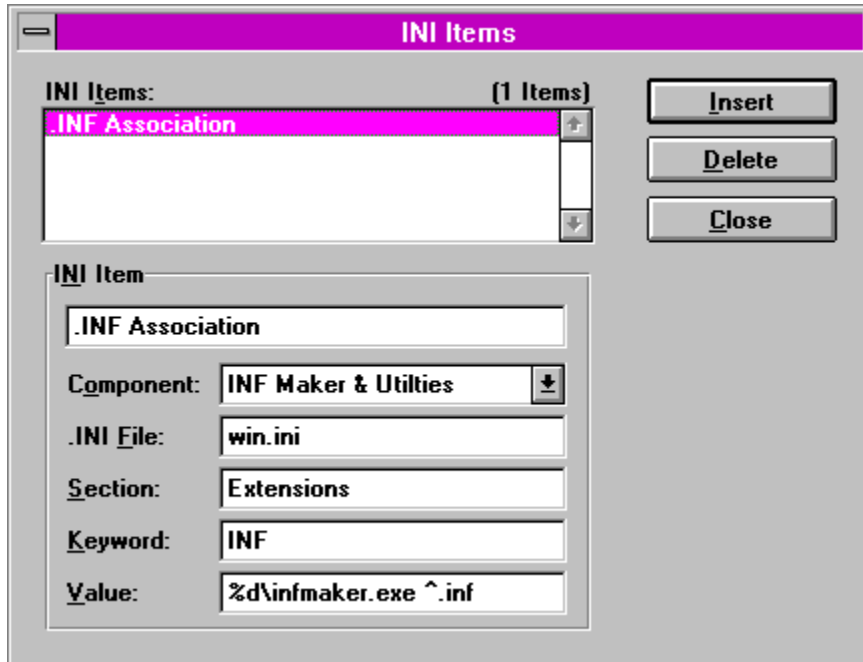 INI Items
INI Items: (1 Items)
.INF Association
Insert
Delete
Close
INI Item
.INF Association
Component: INF Maker & Utilties
.INI File: win.ini
Section: Extensions
Keyword: INF
Value: %d\infmaker.exe ^.inf